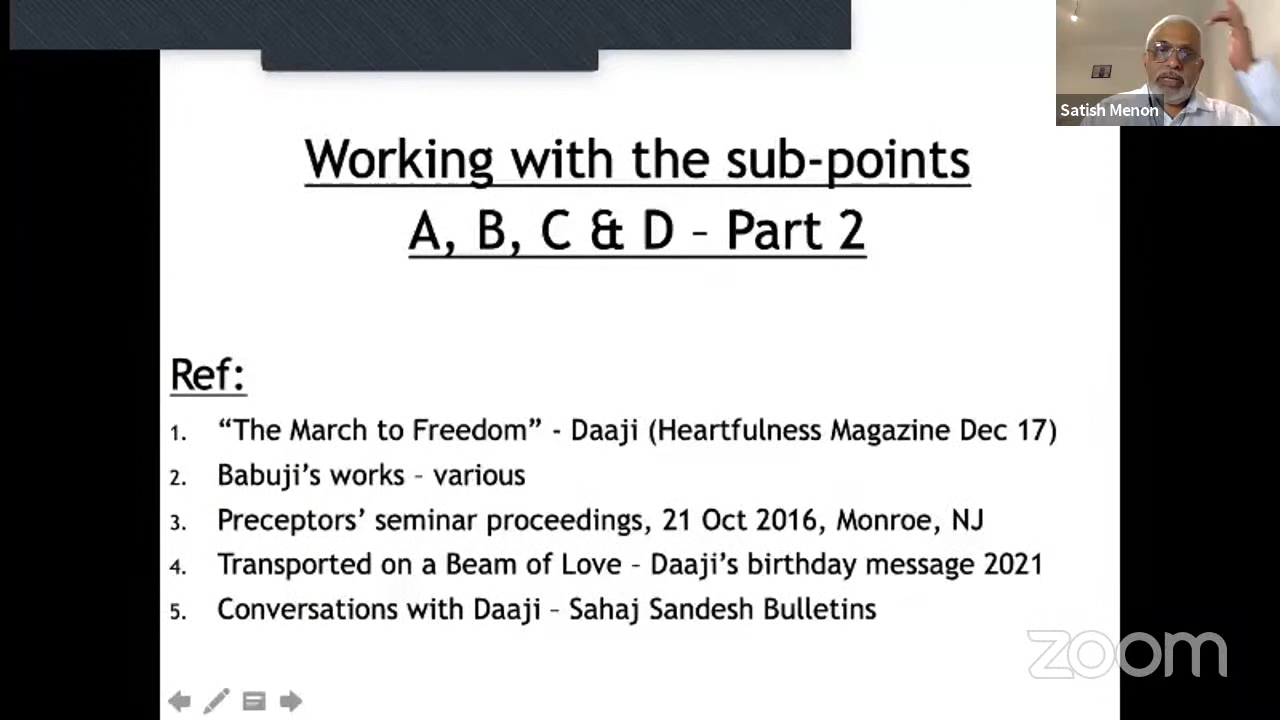 Satish Menon
Working with the sub-points
A, B, C & D – Part 2
Ref:
1. “The March to Freedom” - Daaji (Heartfulness Magazine Dec 17)
2. Babuji’s works – various
3. Preceptors’ seminar proceedings, 21 Oct 2016, Monroe, NJ
4. Transported on a Beam of Love – Daaji’s birthday message 2021
5. Conversations with Daaji – Sahaj Sandesh Bulletins
zoom